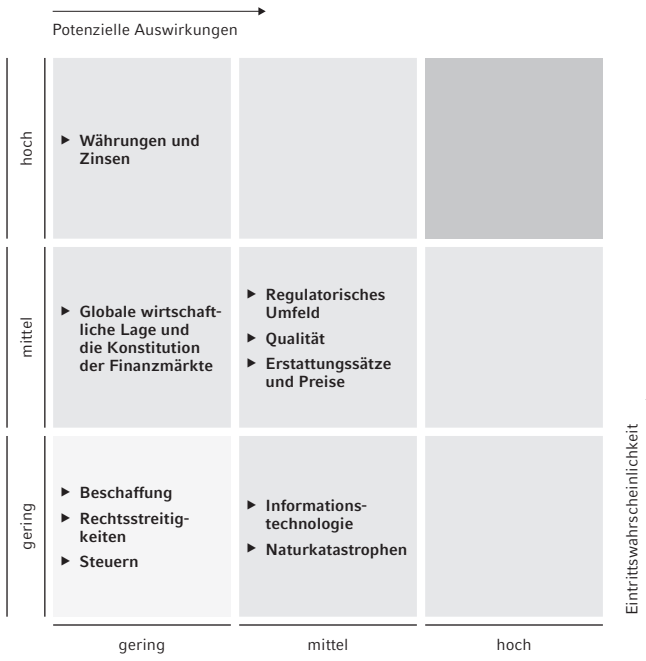 Potenzielle Auswirkungen
hoch
▶ Währungen und
Zinsen
mittel
▶ Globale wirtschaft-
liche Lage und
die Konstitution
der Finanzmärkte
▶ Regulatorisches
Umfeld
▶ Qualität
▶ Erstattungssätze
und Preise
gering
▶ Beschaffung
▶ Rechtsstreitig-
keiten
▶ Steuern
▶ Informations-
technologie
▶ Naturkatastrophen
Eintrittswahrscheinlichkeit
gering
mittel
hoch